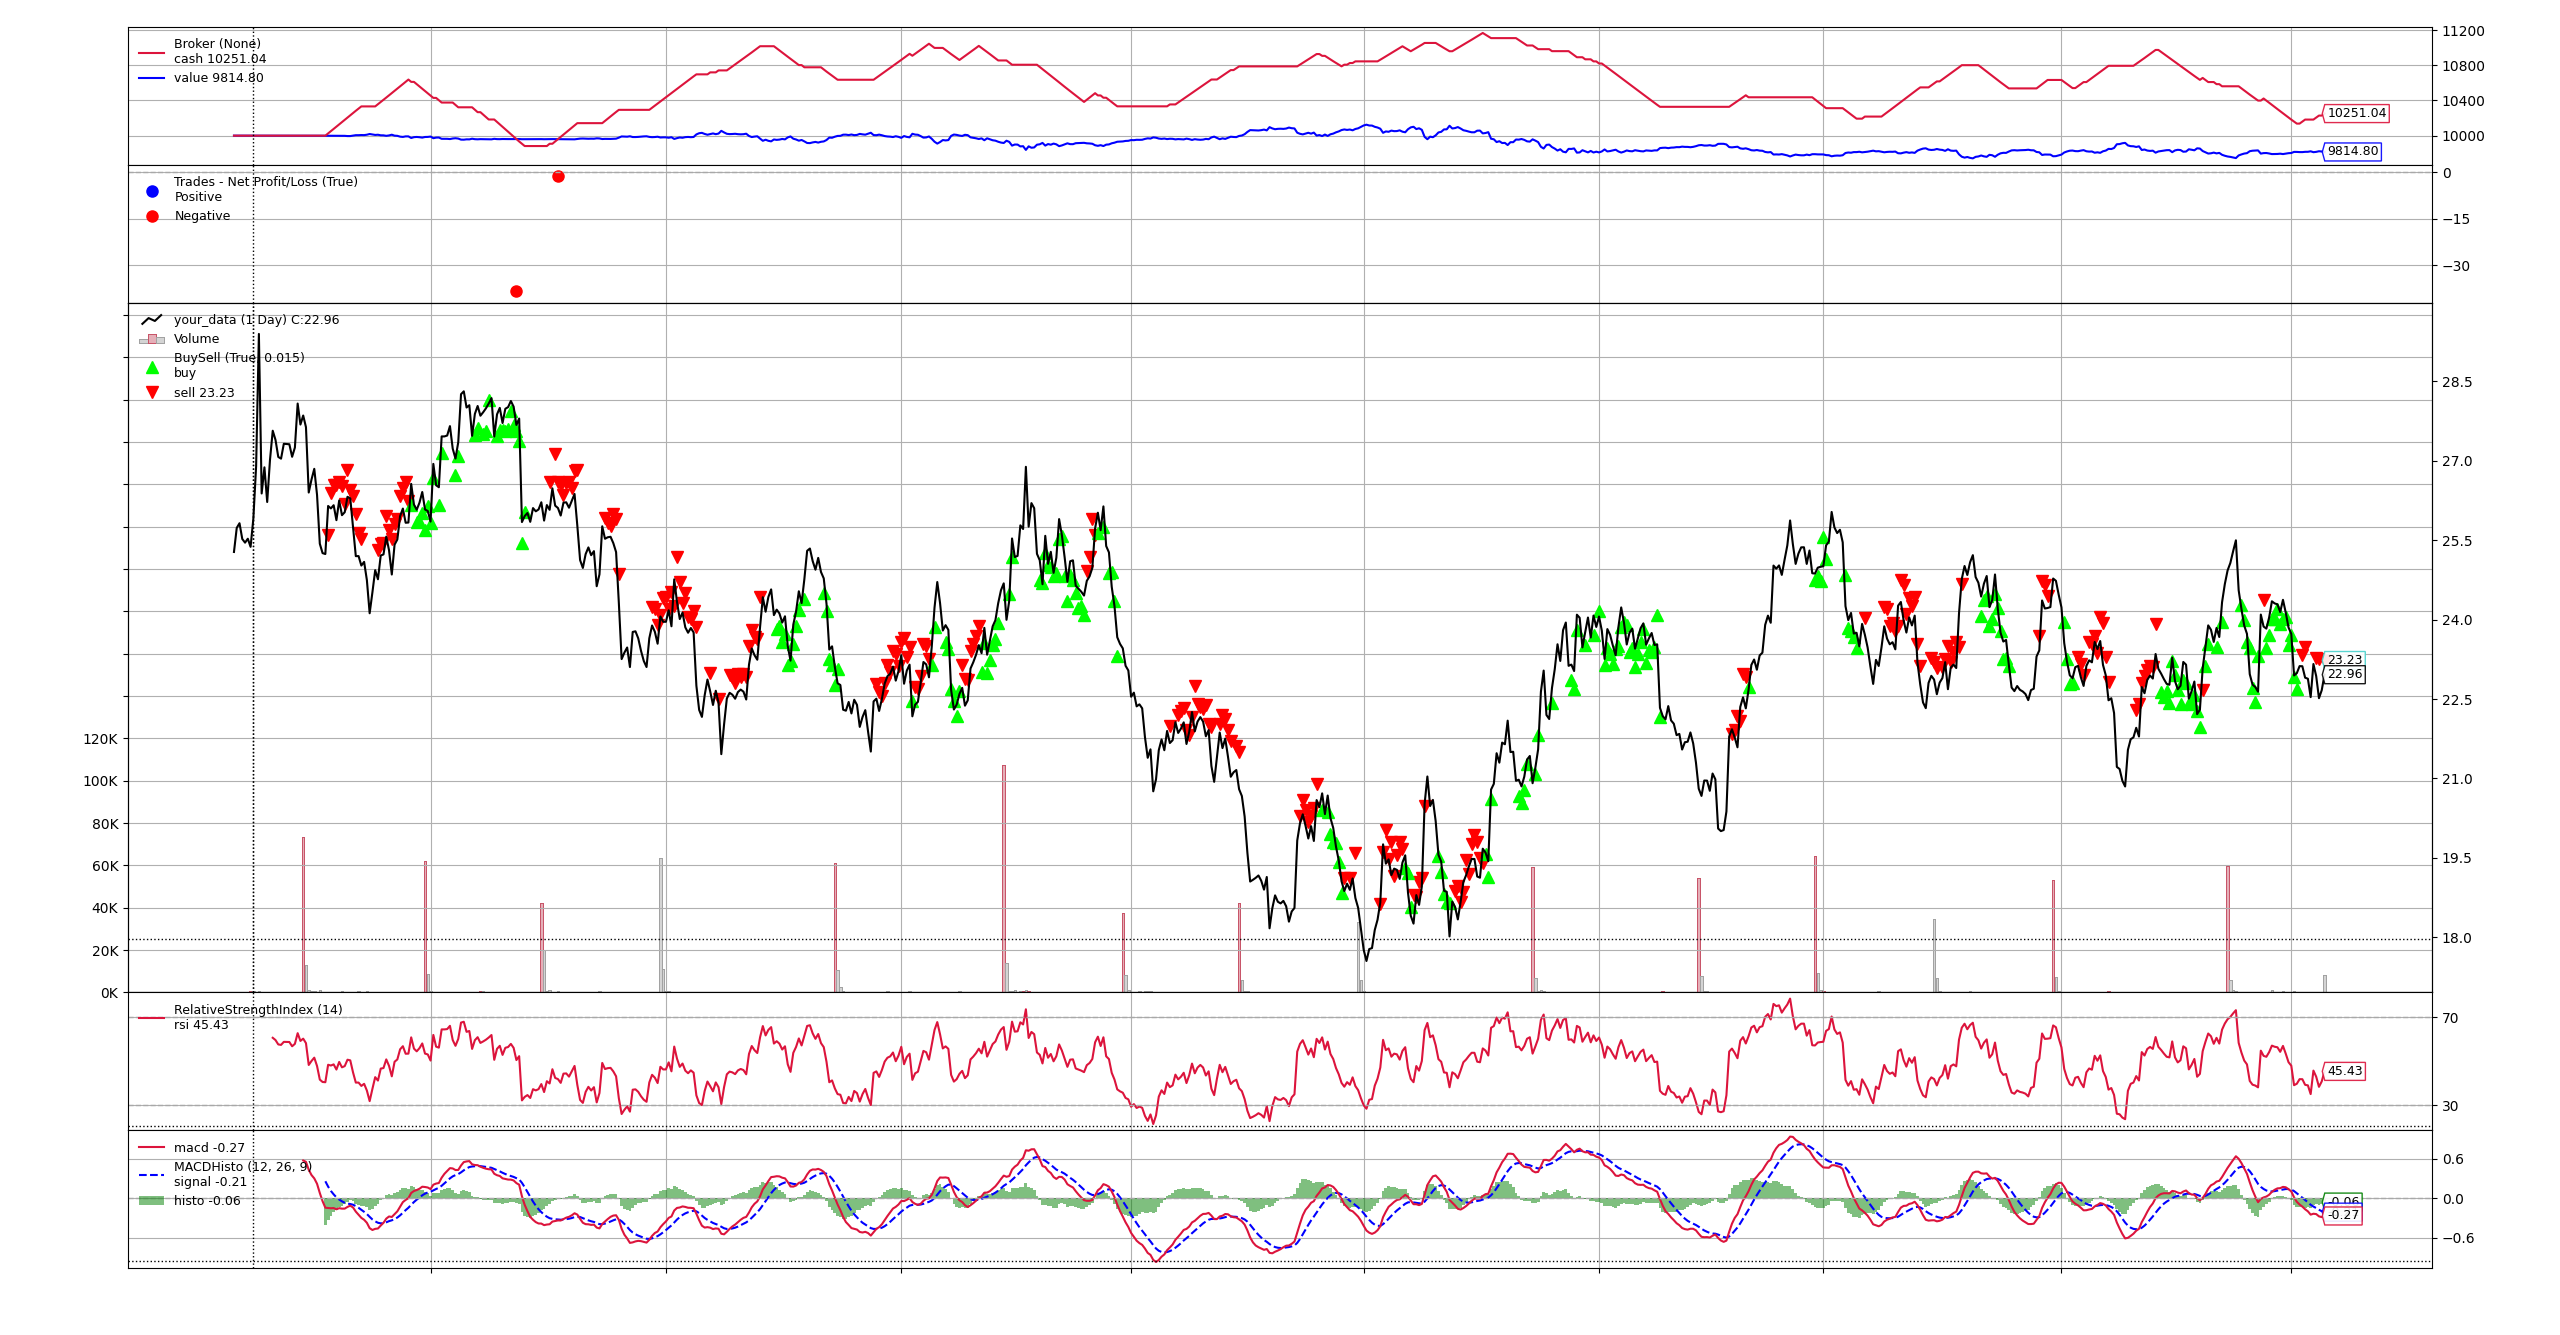 Broker (None)
cash 10251.04
value 9814.80
11200
10800
10400
10000
10251.04
9814.80
Trades - Net Profit/Loss (True)
Positive
Negative
0
−15
−30
your_data (1 Day) C:22.96
Volume
BuySell (True, 0.015)
buy
sell 23.23
28.5
27.0
25.5
24.0
23.23
22.96
22.5
21.0
19.5
18.0
120K
100K
80K
60K
40K
20K
0K
RelativeStrengthIndex (14)
rsi 45.43
70
45.43
30
macd -0.27
MACDHisto (12, 26, 9)
signal -0.21
histo -0.06
0.6
0.0
-0.27
−0.6